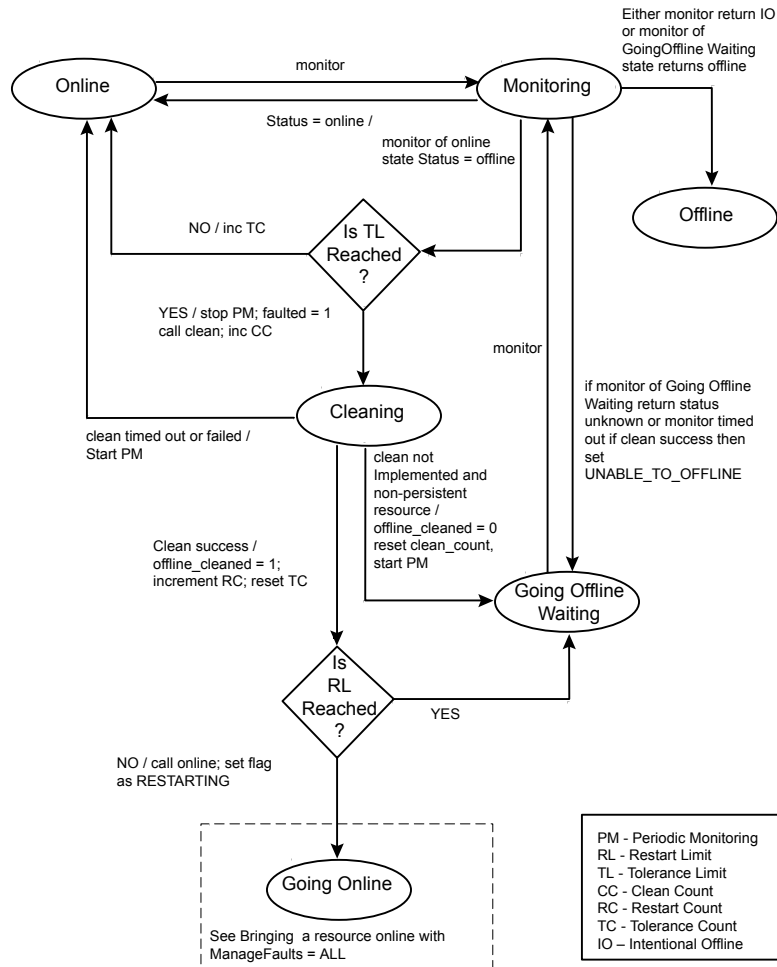 Either monitor return IO
or monitor of
GoingOffline Waiting
state returns offline
Online
monitor
Monitoring
Status = online /
monitor of online
state Status = offline
Offline
NO / inc TC
Is TL
Reached
?
YES / stop PM; faulted = 1
call clean; inc CC
monitor
if monitor of Going Offline
Waiting return status
unknown or monitor timed
out if clean success then
set
UNABLE_TO_OFFLINE
Cleaning
clean timed out or failed /
Start PM
clean not
Implemented and
non-persistent
resource /
offline_cleaned = 0
reset clean_count,
start PM
Clean success /
offline_cleaned = 1;
increment RC; reset TC
Going Offline
Waiting
Is
RL
Reached
?
YES
NO / call online; set flag
as RESTARTING
Going Online
See Bringing a resource online with
ManageFaults = ALL
PM - Periodic Monitoring
RL - Restart Limit
TL - Tolerance Limit
CC - Clean Count
RC - Restart Count
TC - Tolerance Count
IO – Intentional Offline